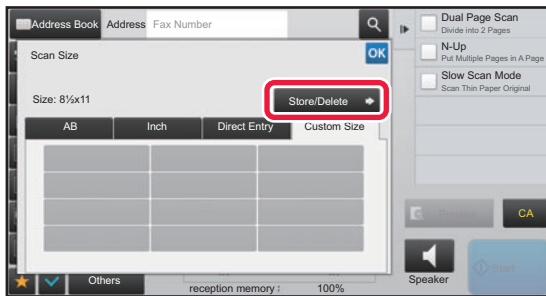 Address Book Address Fax Number
Dual Page Scan
Divide into 2 Pages
N-Up
Put Multiple Pages in A Page
Slow Scan Mode
Scan Thin Paper Original
Scan Size
OK
Size: 8½x11
Store/Delete
AB Inch Direct Entry Custom Size
Preview
CA
Others
reception memory : 100%
Speaker
Start